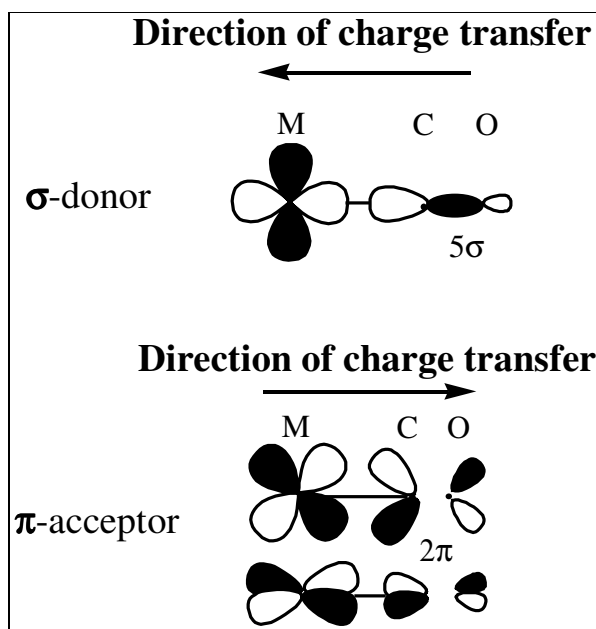 Direction of charge transfer
M C O
σ-donor
5σ
Direction of charge transfer
M C O
π-acceptor
2π